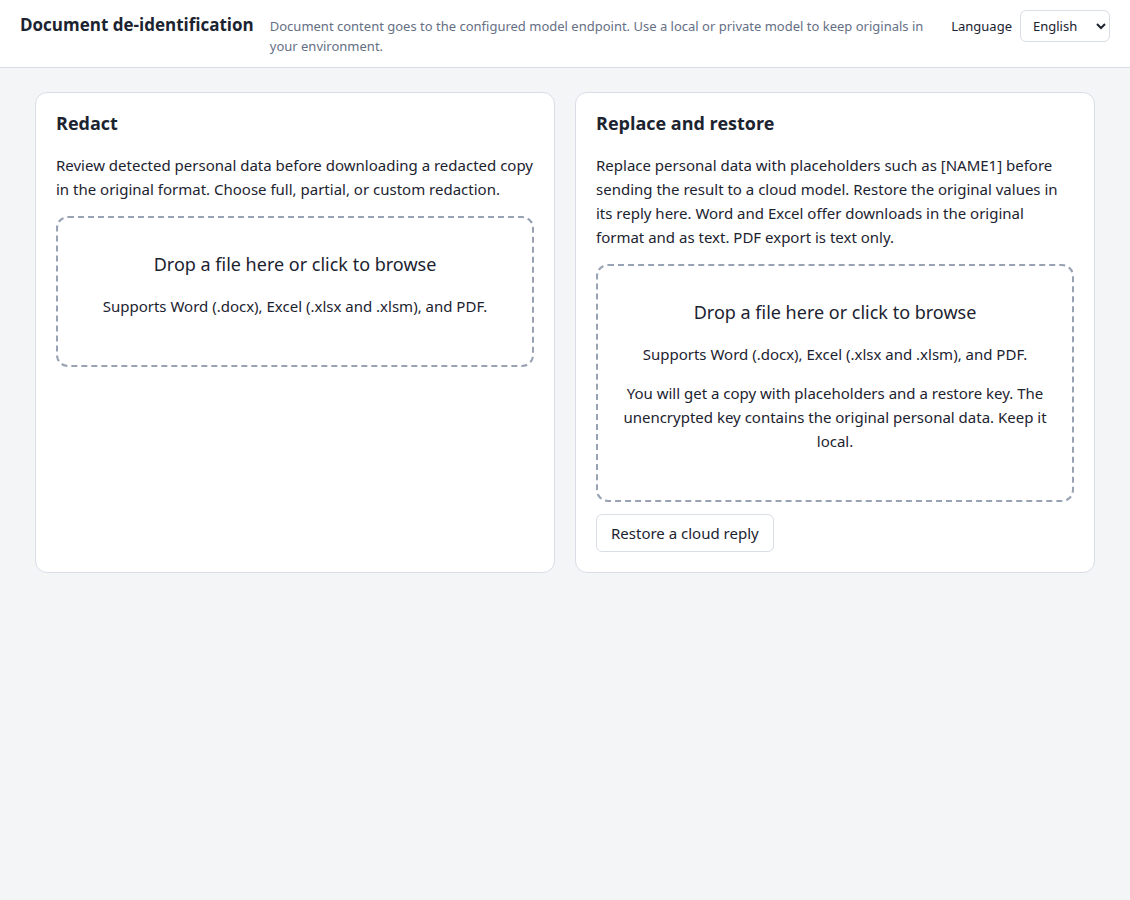 Document de-identification
Document content goes to the configured model endpoint. Use a local or private model to keep originals in
your environment.
Language
English
Redact
Review detected personal data before downloading a redacted copy
in the original format. Choose full, partial, or custom redaction.
Drop a file here or click to browse
Supports Word (.docx), Excel (.xlsx and .xlsm), and PDF.
Replace and restore
Replace personal data with placeholders such as [NAME1] before
sending the result to a cloud model. Restore the original values in
its reply here. Word and Excel offer downloads in the original
format and as text. PDF export is text only.
Drop a file here or click to browse
Supports Word (.docx), Excel (.xlsx and .xlsm), and PDF.
You will get a copy with placeholders and a restore key. The
unencrypted key contains the original personal data. Keep it
local.
Restore a cloud reply